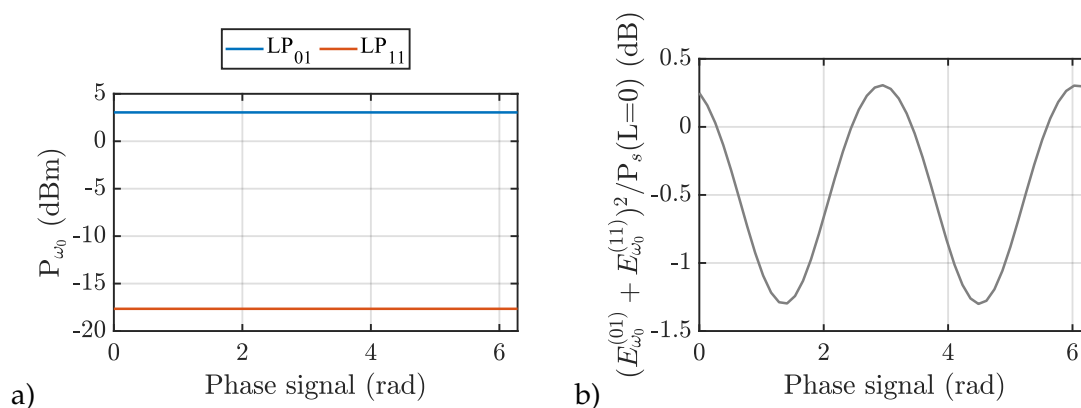 LP01 LP11
5
0
-5
-10
-15
-20
0 2 4 6
Pω0 (dBm)
Phase signal (rad)
a)
0.5
0
-0.5
-1
-1.5
0 2 4 6
(E(01)ω0 + E(11)ω0)2/Ps(L=0) (dB)
Phase signal (rad)
b)